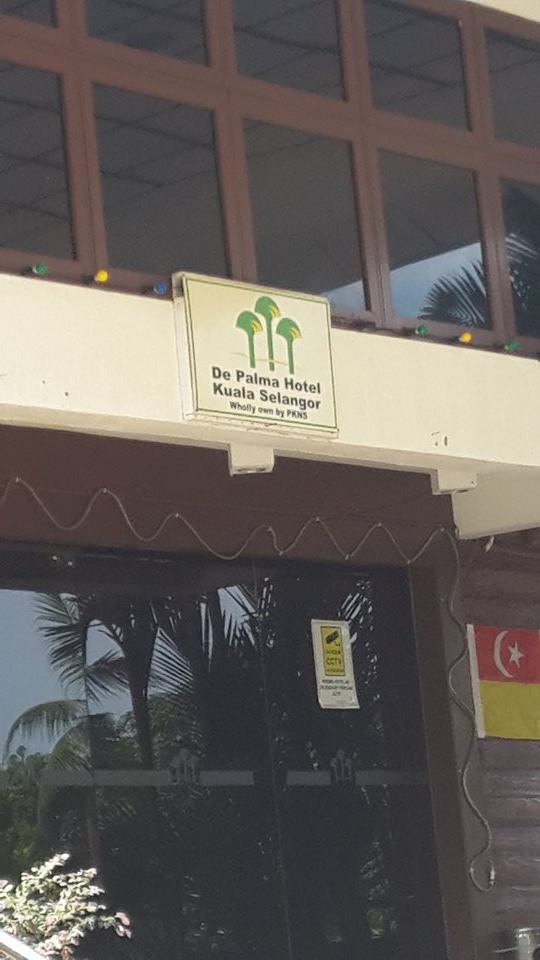 De Palma Hotel
Kuala Selangor
Wholly own by PKNS
CCTV